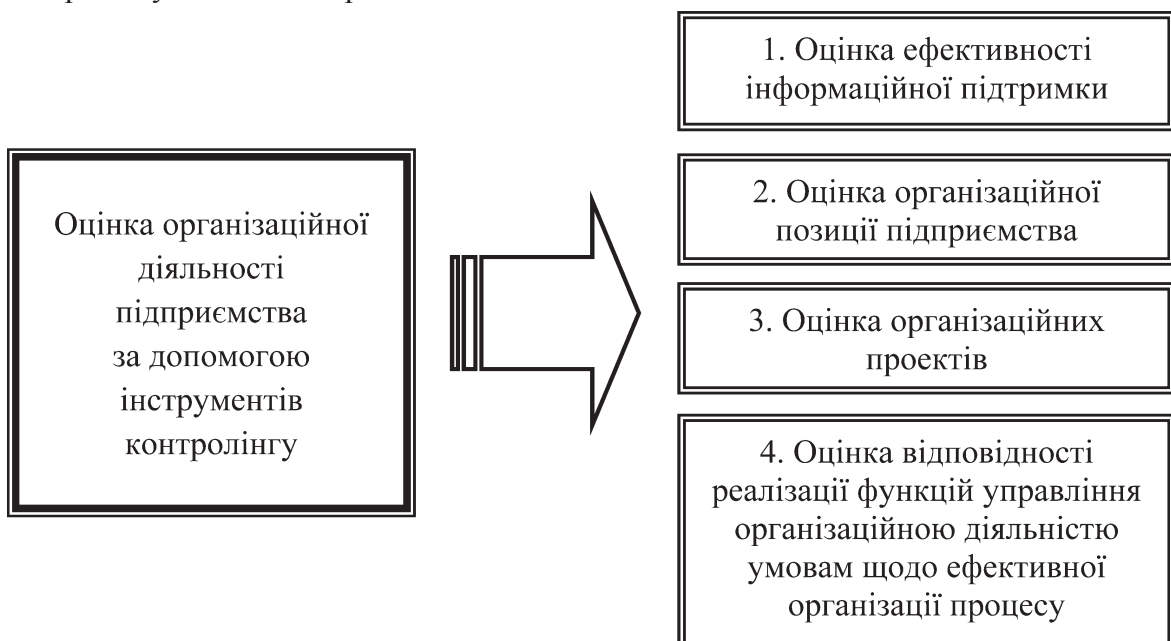 Оцінка організаційної
діяльності
підприємства
за допомогою
інструментів
контролінгу
1. Оцінка ефективності
інформаційної підтримки
2. Оцінка організаційної
позиції підприємства
3. Оцінка організаційних
проектів
4. Оцінка відповідності
реалізації функцій управління
організаційною діяльністю
умовам щодо ефективної
організації процесу